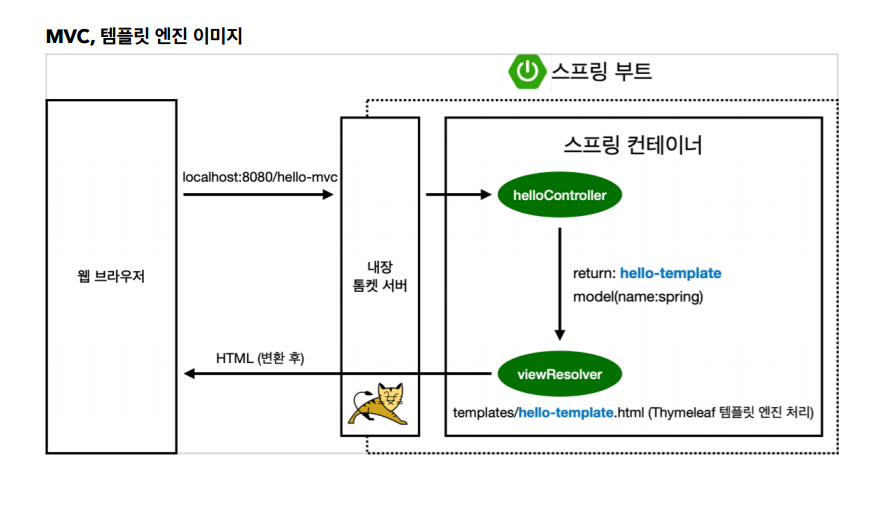 MVC, 템플릿 엔진 이미지
스프링 부트
스프링 컨테이너
localhost:8080/hello-mvc
helloController
웹 브라우저
내장
톰켓 서버
return: hello-template
model(name:spring)
HTML (변환 후)
viewResolver
templates/hello-template.html (Thymeleaf 템플릿 엔진 처리)